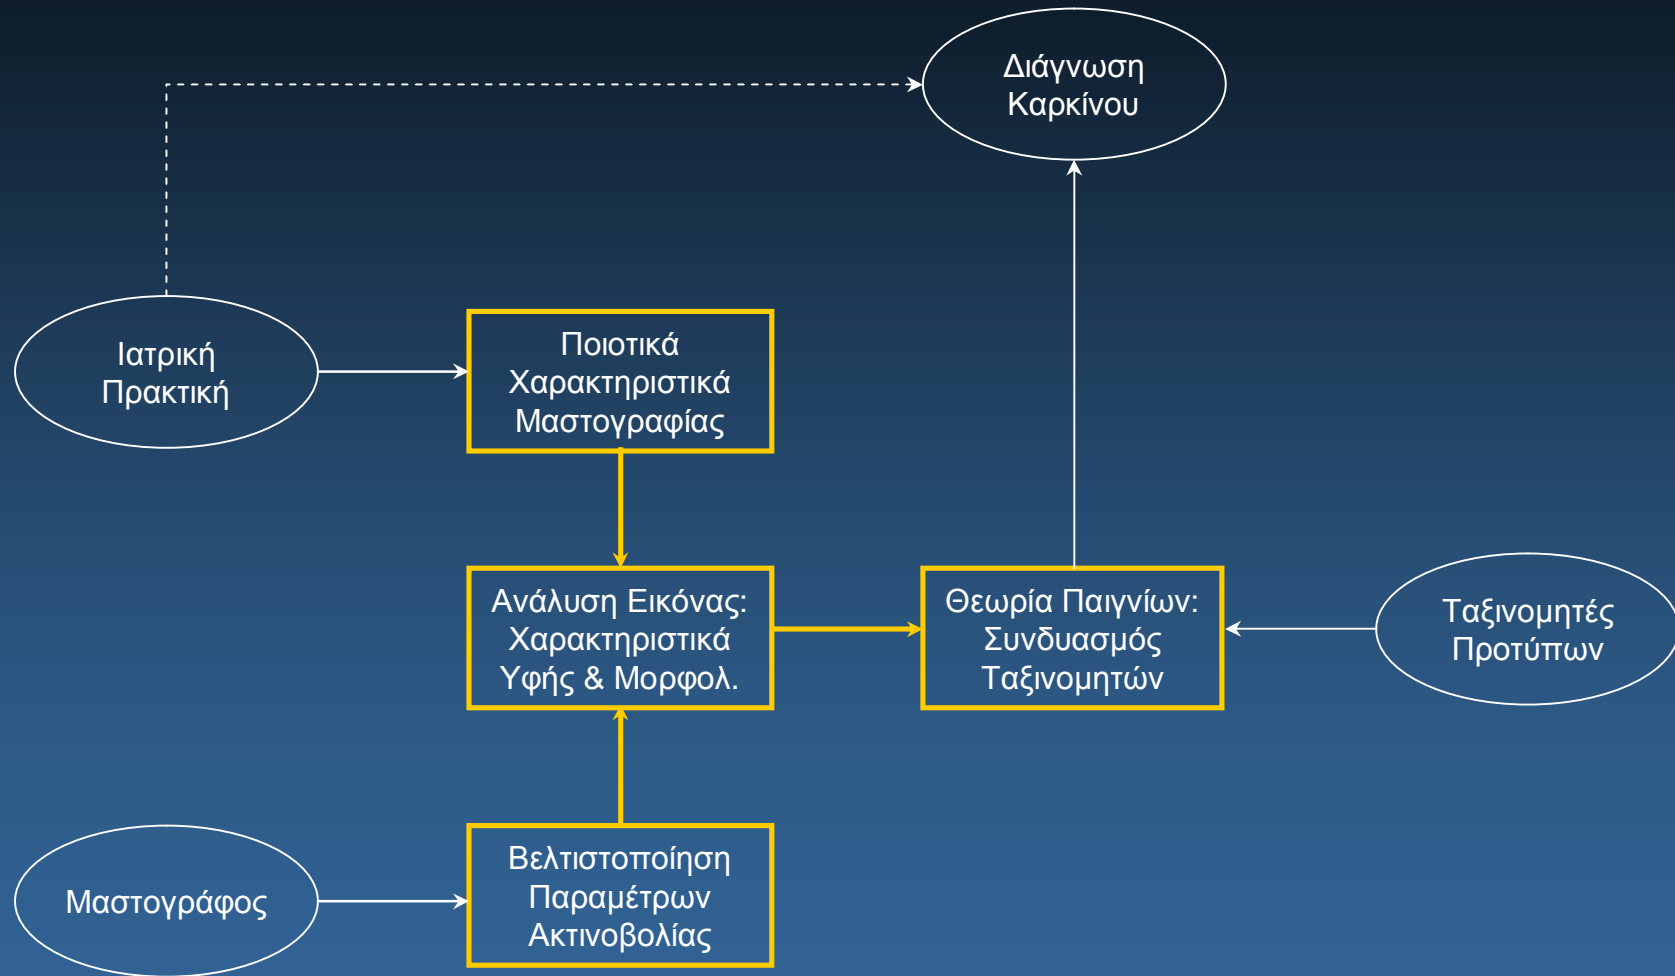 Διάγνωση
Καρκίνου
Ιατρική
Πρακτική
Ποιοτικά
Χαρακτηριστικά
Μαστογραφίας
Ανάλυση Εικόνας:
Χαρακτηριστικά
Υφής & Μορφολ.
Θεωρία Παιγνίων:
Συνδυασμός
Ταξινομητών
Ταξινομητές
Προτύπων
Μαστογράφος
Βελτιστοποίηση
Παραμέτρων
Ακτινοβολίας